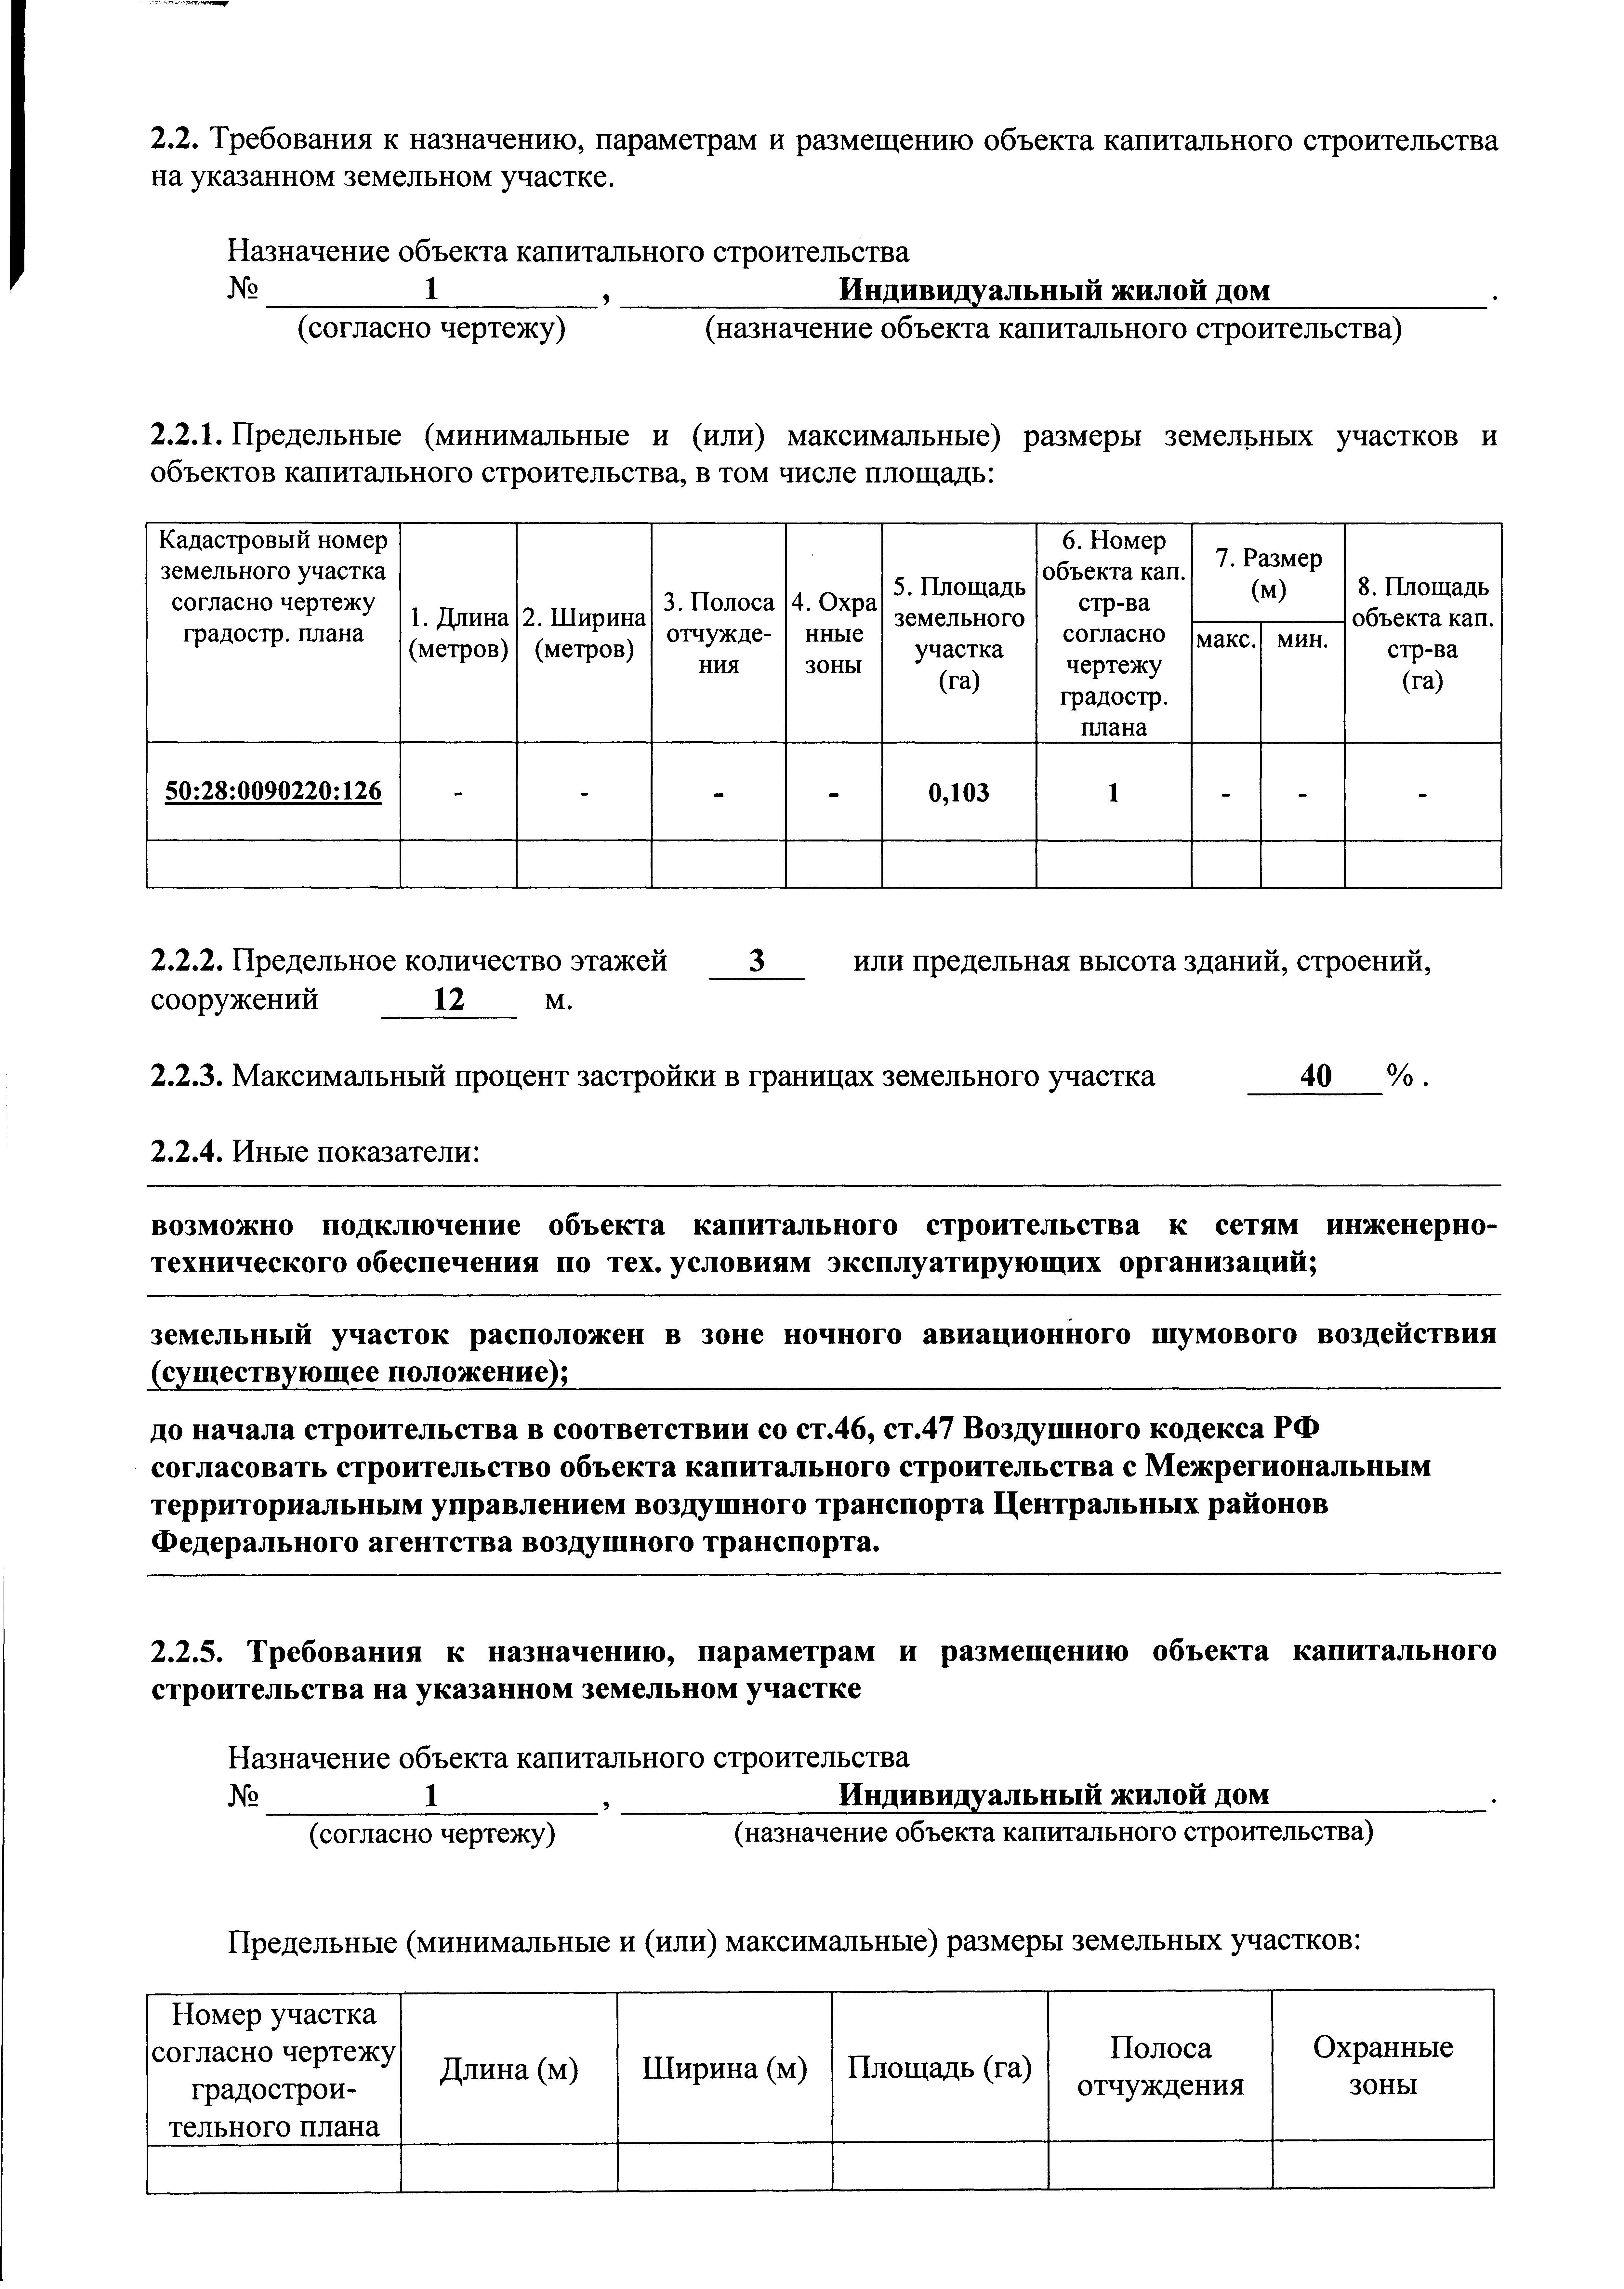 2.2. Требования к назначению, параметрам и размещению объекта капитального строительства
на указанном земельном участке.
Назначение объекта капитального строительства
№ 1 , Индивидуальный жилой дом .
(согласно чертежу) (назначение объекта капитального строительства)
2.2.1. Предельные (минимальные и (или) максимальные) размеры земельных участков и
объектов капитального строительства, в том числе площадь:
Кадастровый номер
земельного участка
согласно чертежу
градостр. плана
1. Длина
(метров)
2. Ширина
(метров)
3. Полоса
отчужде-
ния
4. Охра
нные
зоны
5. Площадь
земельного
участка
(га)
6. Номер
объекта кап.
стр-ва
согласно
чертежу
градостр.
плана
7. Размер
(м)
макс. мин.
8. Площадь
объекта кап.
стр-ва
(га)
50:28:0090220:126 - - - - 0,103 1 - - -
2.2.2. Предельное количество этажей 3 или предельная высота зданий, строений,
сооружений 12 м.
2.2.3. Максимальный процент застройки в границах земельного участка 40 % .
2.2.4. Иные показатели:
возможно подключение объекта капитального строительства к сетям инженерно-
технического обеспечения по тех. условиям эксплуатирующих организаций;
земельный участок расположен в зоне ночного авиационного шумового воздействия
(существующее положение);
до начала строительства в соответствии со ст.46, ст.47 Воздушного кодекса РФ
согласовать строительство объекта капитального строительства с Межрегиональным
территориальным управлением воздушного транспорта Центральных районов
Федерального агентства воздушного транспорта.
2.2.5. Требования к назначению, параметрам и размещению объекта капитального
строительства на указанном земельном участке
Назначение объекта капитального строительства
№ 1 , Индивидуальный жилой дом .
(согласно чертежу) (назначение объекта капитального строительства)
Предельные (минимальные и (или) максимальные) размеры земельных участков:
Номер участка
согласно чертежу
градострои-
тельного плана
Длина (м)
Ширина (м)
Площадь (га)
Полоса
отчуждения
Охранные
зоны